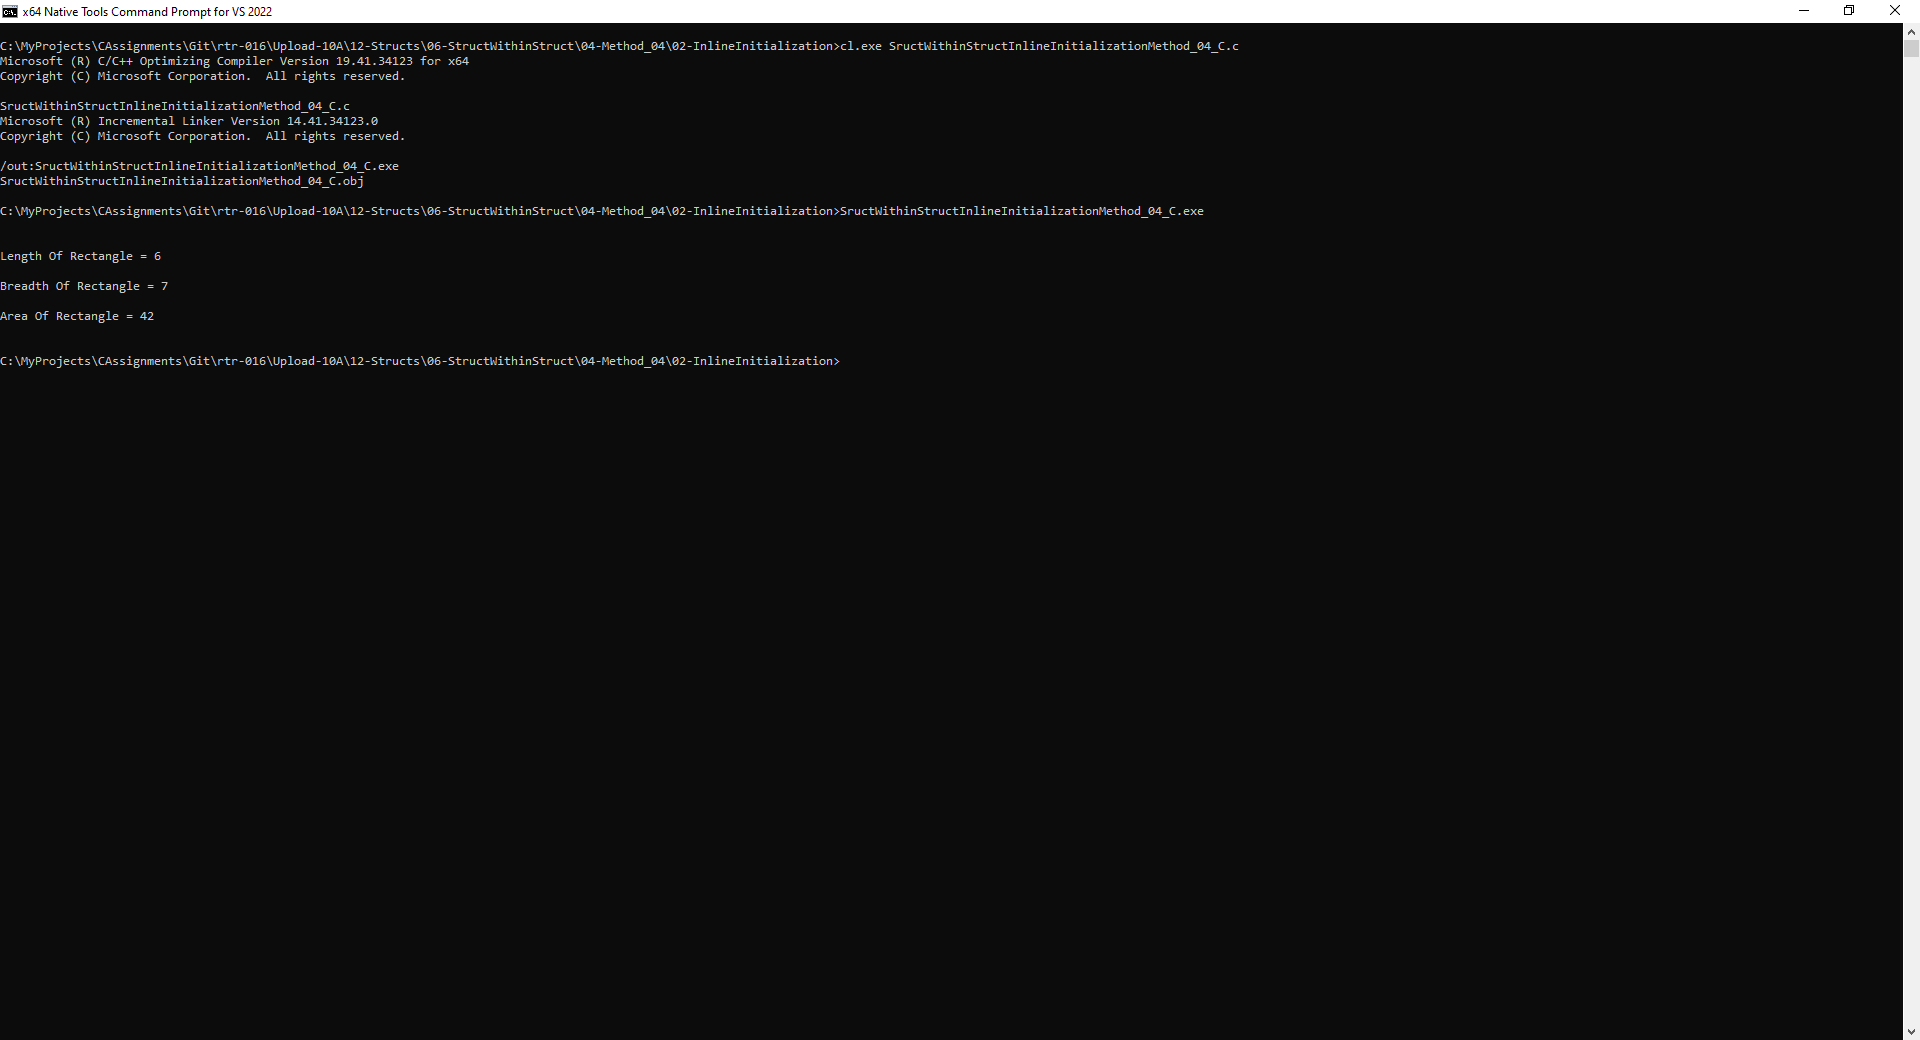 x64 Native Tools Command Prompt for VS 2022
C:\MyProjects\CAssignments\Git\rtr-016\Upload-10A\12-Structs\06-StructWithinStruct\04-Method_04\02-InlineInitialization>cl.exe SructWithinStructInlineInitializationMethod_04_C.c
Microsoft (R) C/C++ Optimizing Compiler Version 19.41.34123 for x64
Copyright (C) Microsoft Corporation.  All rights reserved.
SructWithinStructInlineInitializationMethod_04_C.c
Microsoft (R) Incremental Linker Version 14.41.34123.0
Copyright (C) Microsoft Corporation.  All rights reserved.
/out:SructWithinStructInlineInitializationMethod_04_C.exe
SructWithinStructInlineInitializationMethod_04_C.obj
C:\MyProjects\CAssignments\Git\rtr-016\Upload-10A\12-Structs\06-StructWithinStruct\04-Method_04\02-InlineInitialization>SructWithinStructInlineInitializationMethod_04_C.exe
Length Of Rectangle = 6
Breadth Of Rectangle = 7
Area Of Rectangle = 42
C:\MyProjects\CAssignments\Git\rtr-016\Upload-10A\12-Structs\06-StructWithinStruct\04-Method_04\02-InlineInitialization>